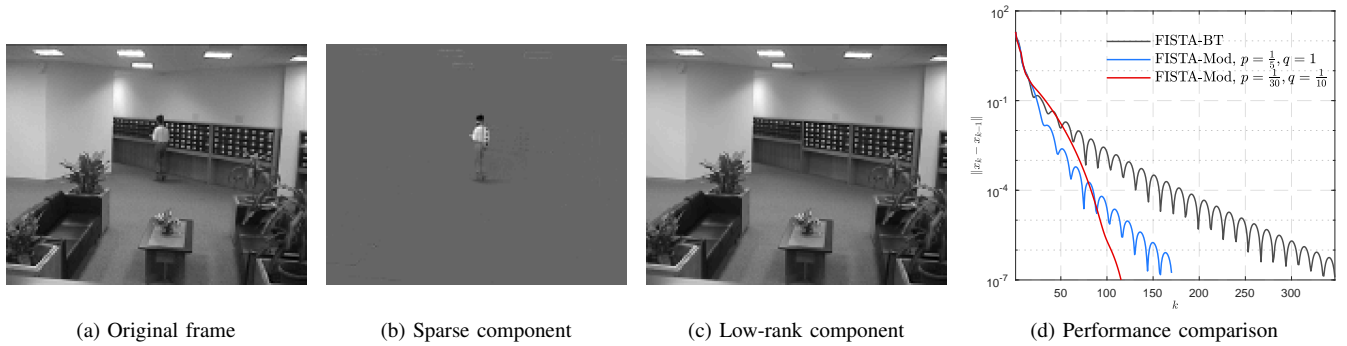 10^2
10^-1
10^-4
10^-7
‖x_k − x_{k−1}‖
FISTA-BT
FISTA-Mod, p = 1/5, q = 1
FISTA-Mod, p = 1/30, q = 1/10
50 100 150 200 250 300
k
(a) Original frame
(b) Sparse component
(c) Low-rank component
(d) Performance comparison